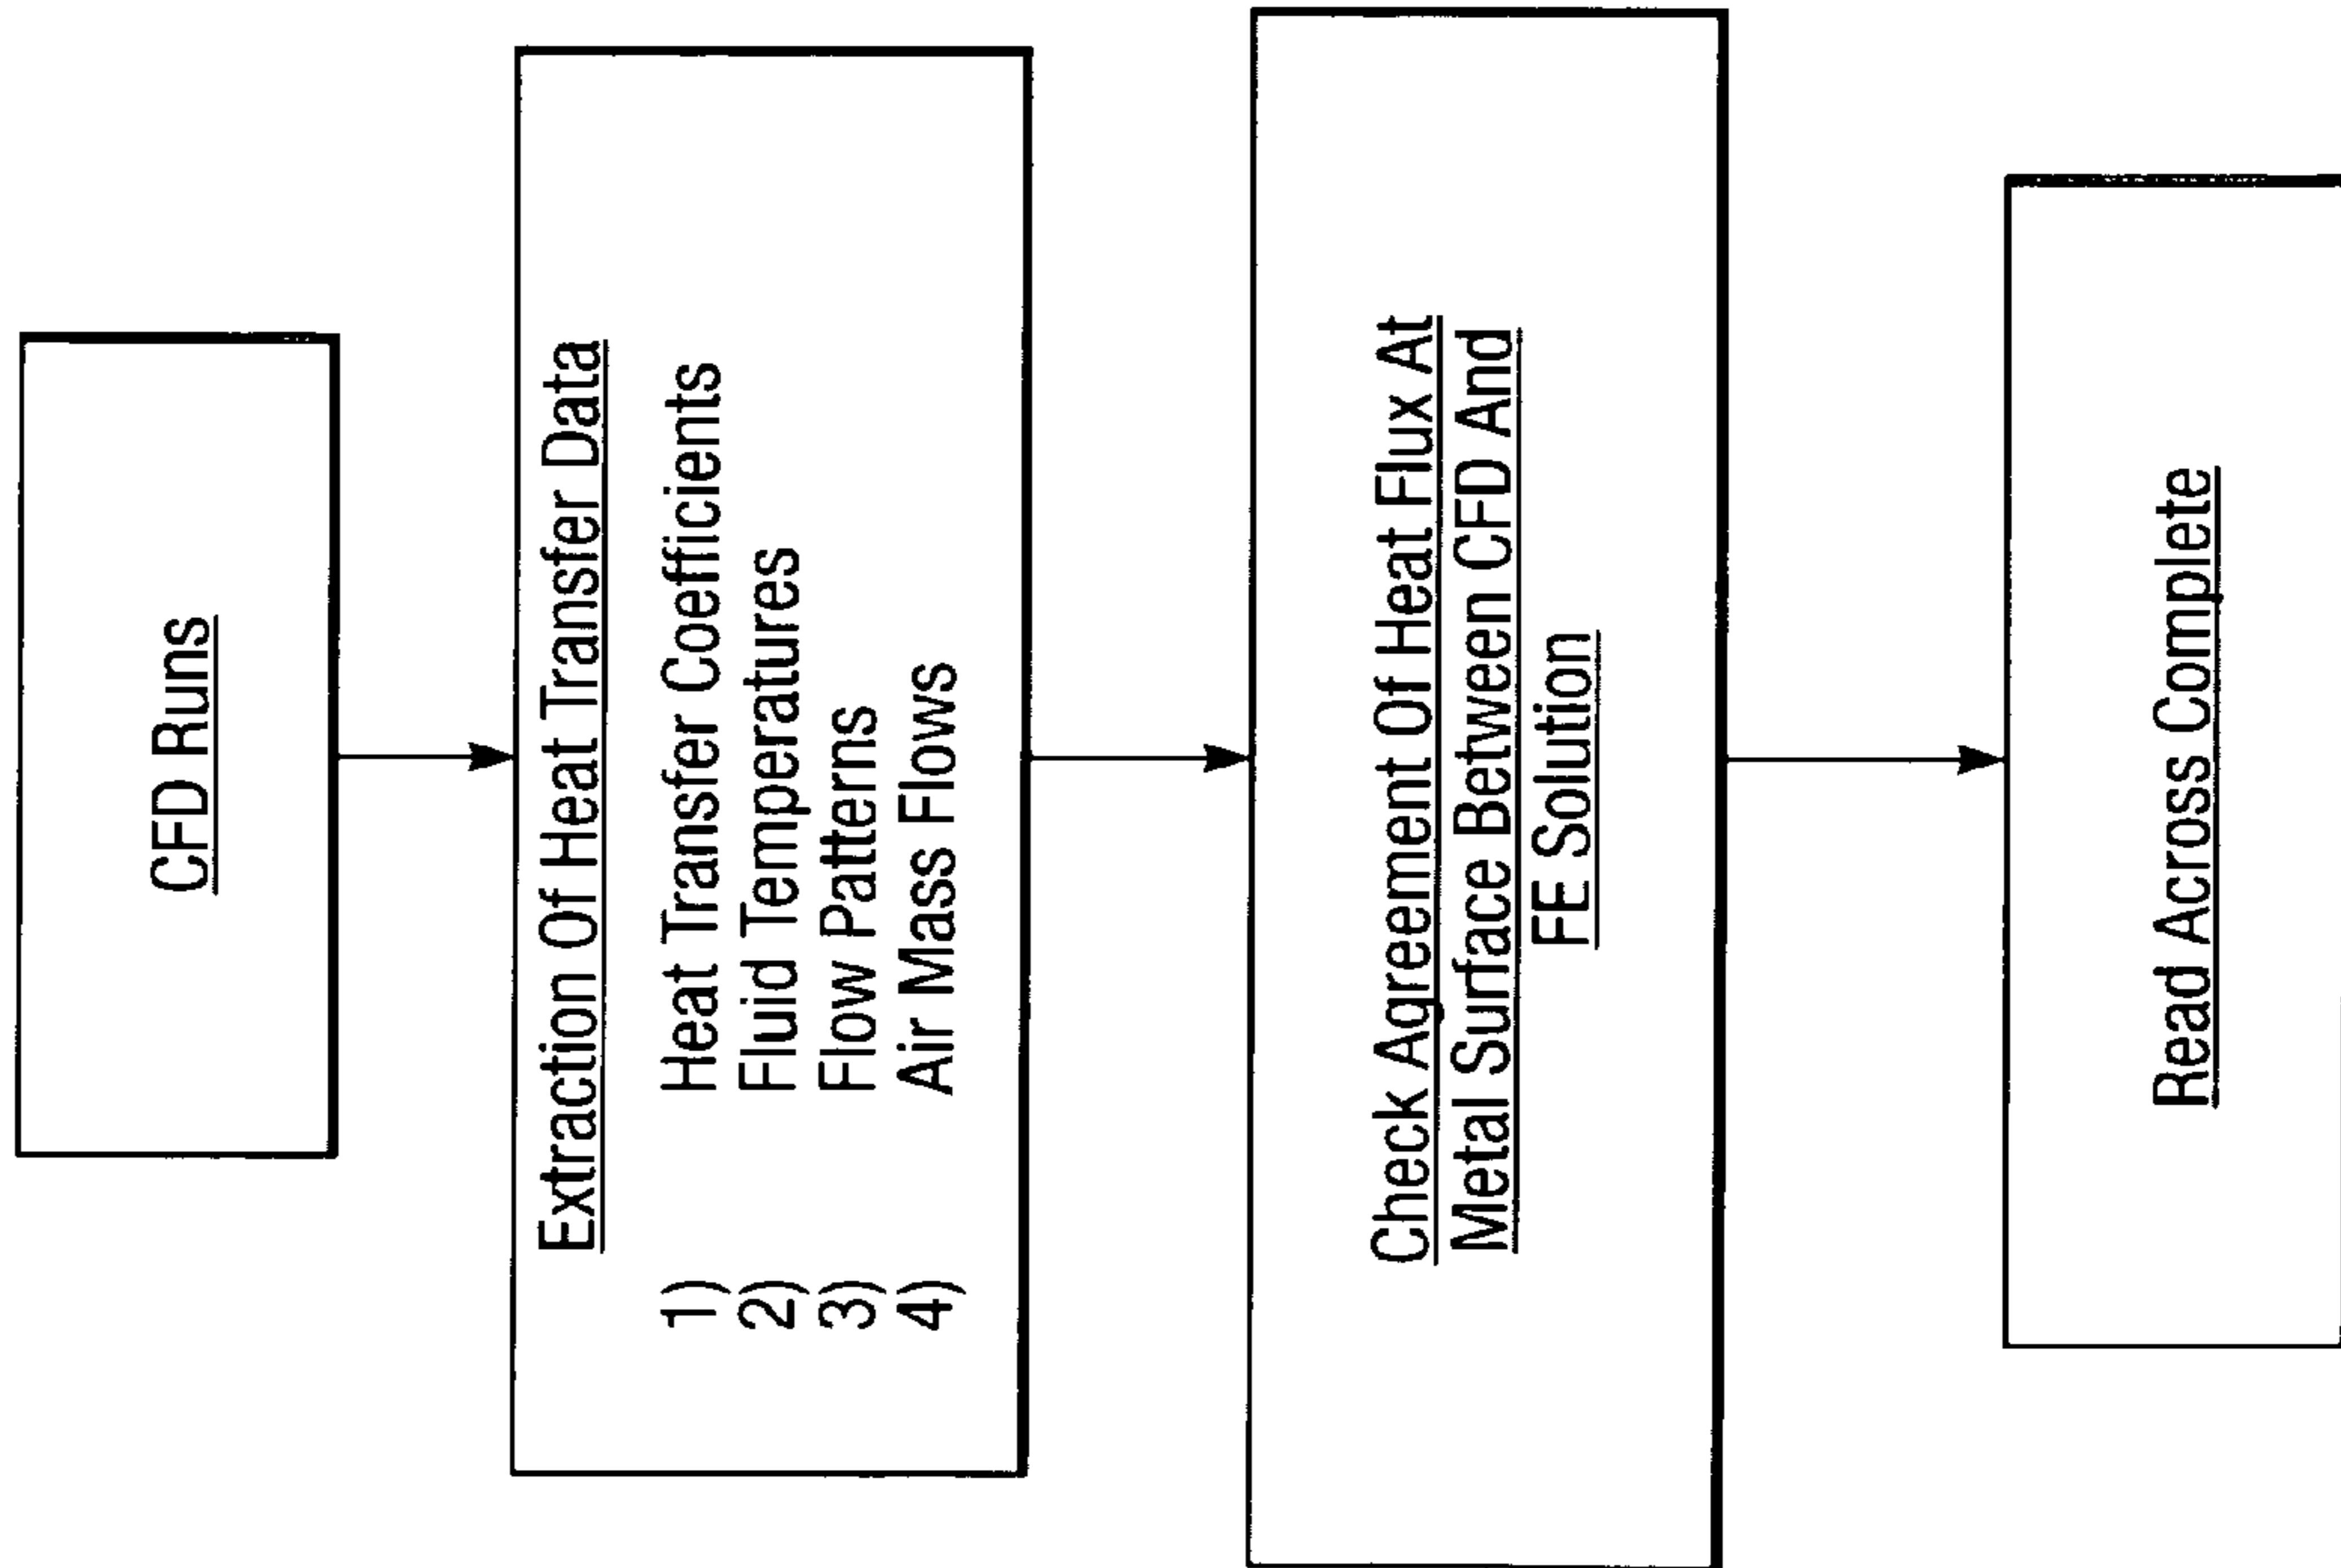 CFD Runs
Extraction Of Heat Transfer Data
1) Heat Transfer Coefficients
2) Fluid Temperatures
3) Flow Patterns
4) Air Mass Flows
Check Agreement Of Heat Flux At
Metal Surface Between CFD And
FE Solution
Read Across Complete